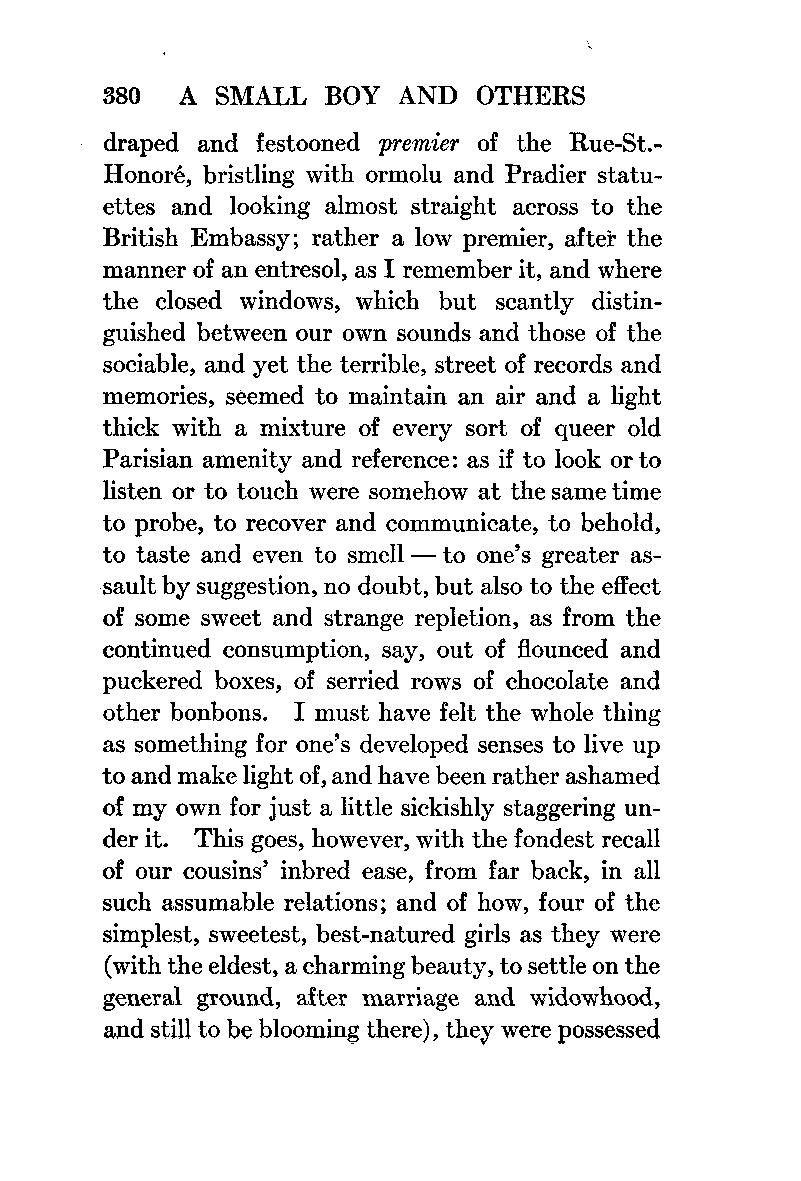 380 A SMALL BOY AND OTHERS
draped and festooned premier of the Rue-St.-
Honoré, bristling with ormolu and Pradier statu-
ettes and looking almost straight across to the
British Embassy; rather a low premier, after the
manner of an entresol, as I remember it, and where
the closed windows, which but scantly distin-
guished between our own sounds and those of the
sociable, and yet the terrible, street of records and
memories, seemed to maintain an air and a light
thick with a mixture of every sort of queer old
Parisian amenity and reference: as if to look or to
listen or to touch were somehow at the same time
to probe, to recover and communicate, to behold,
to taste and even to smell — to one's greater as-
sault by suggestion, no doubt, but also to the effect
of some sweet and strange repletion, as from the
continued consumption, say, out of flounced and
puckered boxes, of serried rows of chocolate and
other bonbons. I must have felt the whole thing
as something for one's developed senses to live up
to and make light of, and have been rather ashamed
of my own for just a little sickishly staggering un-
der it. This goes, however, with the fondest recall
of our cousins' inbred ease, from far back, in all
such assumable relations; and of how, four of the
simplest, sweetest, best-natured girls as they were
(with the eldest, a charming beauty, to settle on the
general ground, after marriage and widowhood,
and still to be blooming there), they were possessed